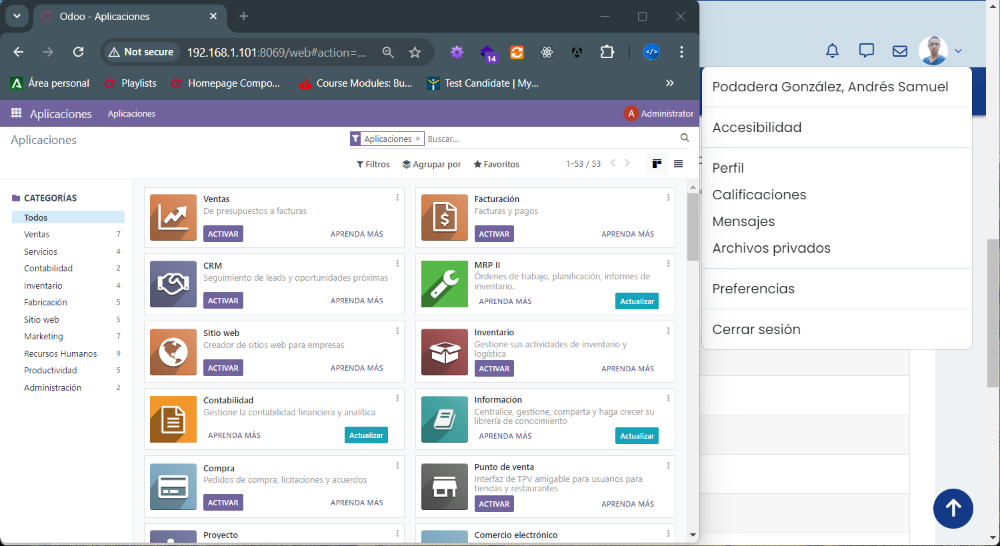 Odoo - Aplicaciones
Not secure
192.168.1.101:8069/web#action=...
14
Área personal
Playlists
Homepage Compo...
Course Modules: Bu...
Test Candidate | My...
Aplicaciones
Aplicaciones
A
Administrator
Aplicaciones
Aplicaciones ×
Buscar...
Filtros
Agrupar por
Favoritos
1-53 / 53
CATEGORÍAS
Todos
Ventas 7
Servicios 4
Contabilidad 2
Inventario 4
Fabricación 5
Sitio web 5
Marketing 7
Recursos Humanos 9
Productividad 5
Administración 2
Ventas
De presupuestos a facturas
ACTIVAR
APRENDA MÁS
Facturación
Facturas y pagos
ACTIVAR
APRENDA MÁS
CRM
Seguimiento de leads y oportunidades próximas
ACTIVAR
APRENDA MÁS
MRP II
Órdenes de trabajo, planificación, informes de
inventario.
APRENDA MÁS
Actualizar
Sitio web
Creador de sitios web para empresas
ACTIVAR
APRENDA MÁS
Inventario
Gestione sus actividades de inventario y
logística
ACTIVAR
APRENDA MÁS
Contabilidad
Gestione la contabilidad financiera y analítica
APRENDA MÁS
Actualizar
Información
Centralice, gestione, comparta y haga crecer su
librería de conocimiento
APRENDA MÁS
Actualizar
Compra
Pedidos de compra, licitaciones y acuerdos
ACTIVAR
APRENDA MÁS
Punto de venta
Interfaz de TPV amigable para usuarios para
tiendas y restaurantes
ACTIVAR
APRENDA MÁS
Proyecto
Comercio electrónico
Podadera González, Andrés Samuel
Accesibilidad
Perfil
Calificaciones
Mensajes
Archivos privados
Preferencias
Cerrar sesión